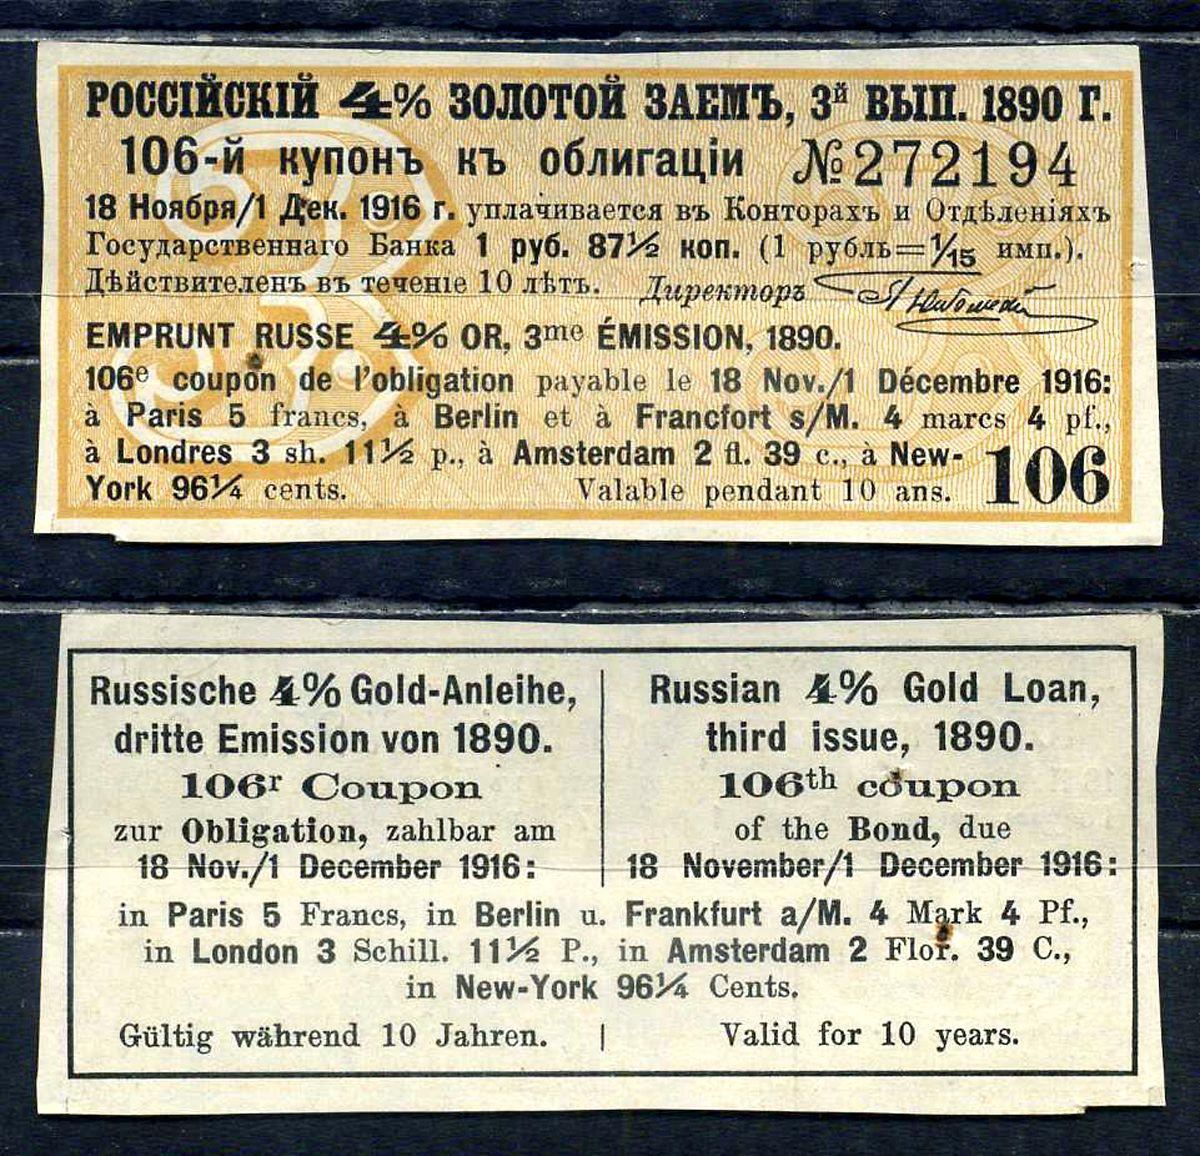 РОССІЙСКІЙ 4% ЗОЛОТОЙ ЗАЕМЪ, 3й ВЫП. 1890 Г.
106-й купонъ къ облигаціи №272194
18 Ноября/1 Дек. 1916 г. уплачивается въ Конторахъ и Отдѣленіяхъ
Государственнаго Банка 1 руб. 87½ коп. (1 рубль=1/15 имп.).
Дѣйствителенъ въ теченіе 10 лѣтъ. Директоръ
EMPRUNT RUSSE 4% OR, 3me ÉMISSION, 1890.
106e coupon de l'obligation payable le 18 Nov./1 Décembre 1916:
à Paris 5 francs, à Berlin et à Francfort s/M. 4 marcs 4 pf.,
à Londres 3 sh. 11½ p., à Amsterdam 2 fl. 39 c., à New-
York 96¼ cents. Valable pendant 10 ans. 106
Russische 4% Gold-Anleihe,
dritte Emission von 1890.
106r Coupon
zur Obligation, zahlbar am
18 Nov./1 December 1916:
Russian 4% Gold Loan,
third issue, 1890.
106th coupon
of the Bond, due
18 November/1 December 1916:
in Paris 5 Francs, in Berlin u. Frankfurt a/M. 4 Mark 4 Pf.,
in London 3 Schill. 11½ P., in Amsterdam 2 Flor. 39 C.,
in New-York 96¼ Cents.
Gültig während 10 Jahren. | Valid for 10 years.